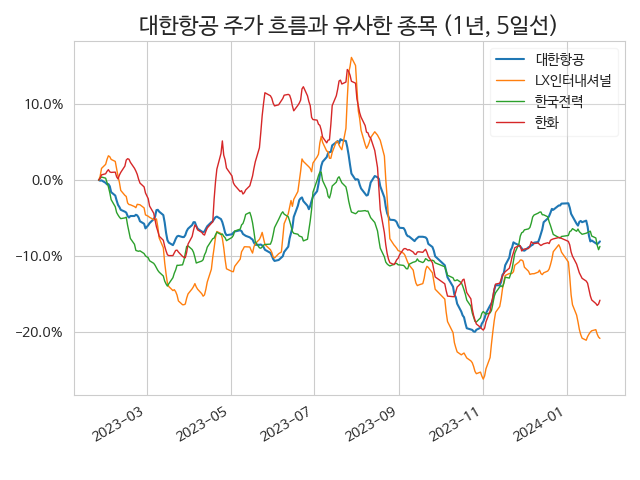 대한항공 주가 흐름과 유사한 종목 (1년, 5일선)
대한항공
LX인터내셔널
한국전력
한화
10.0%
0.0%
−10.0%
−20.0%
2023-03
2023-05
2023-07
2023-09
2023-11
2024-01